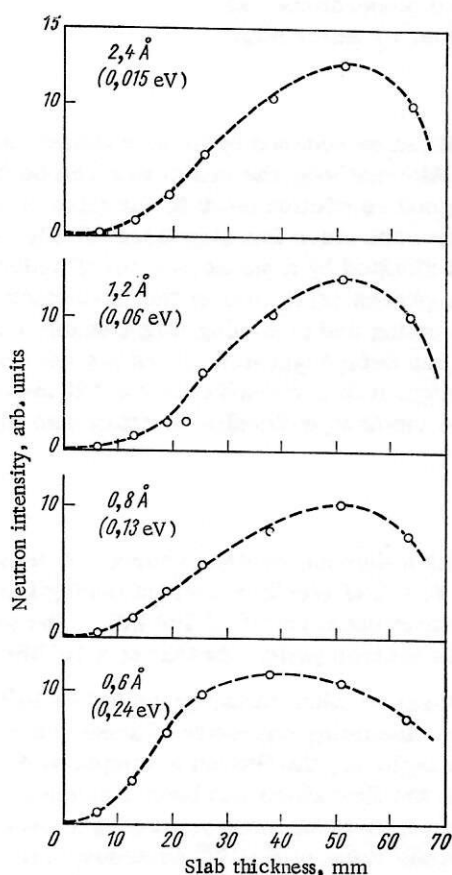 15
2,4 Å
(0,015 eV)
10
0
1,2 Å
(0,06 eV)
10
0
0,8 Å
(0,13 eV)
10
0
0,6 Å
(0,24 eV)
10
0 10 20 30 40 50 60 70
Slab thickness, mm
Neutron intensity, arb. units